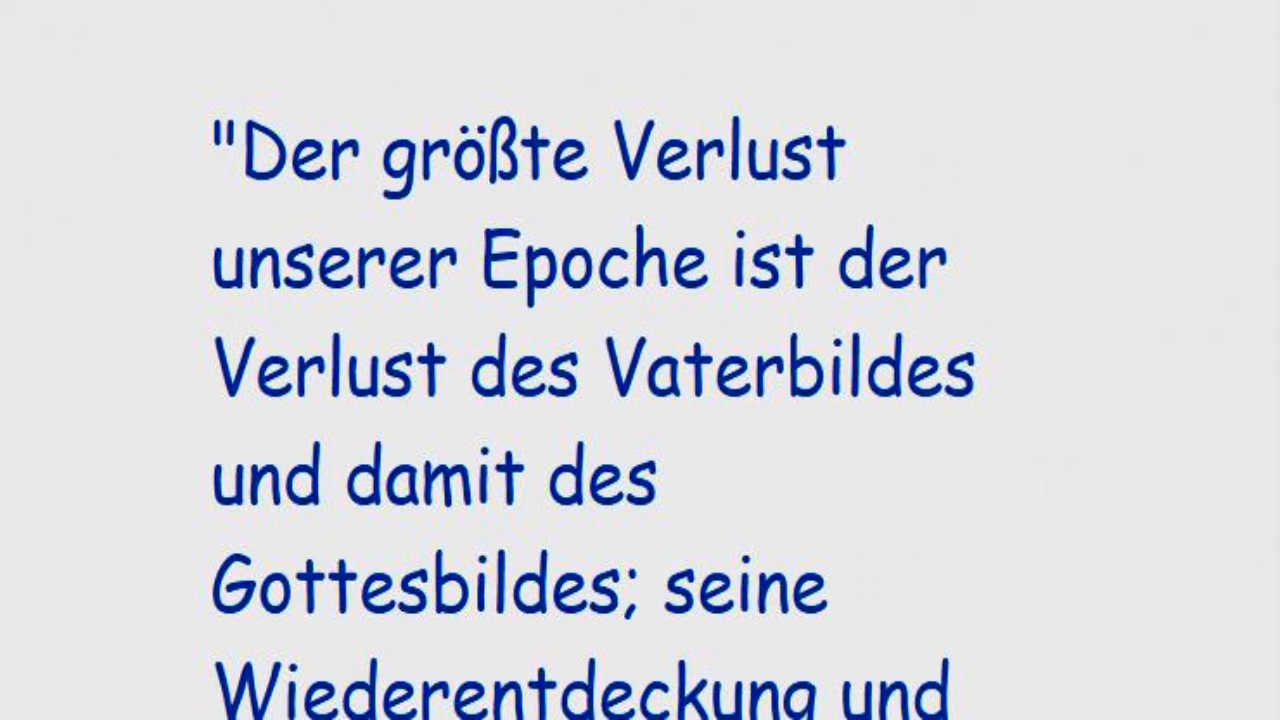 "Der größte Verlust
unserer Epoche ist der
Verlust des Vaterbildes
und damit des
Gottesbildes; seine
Wiederentdeckung und